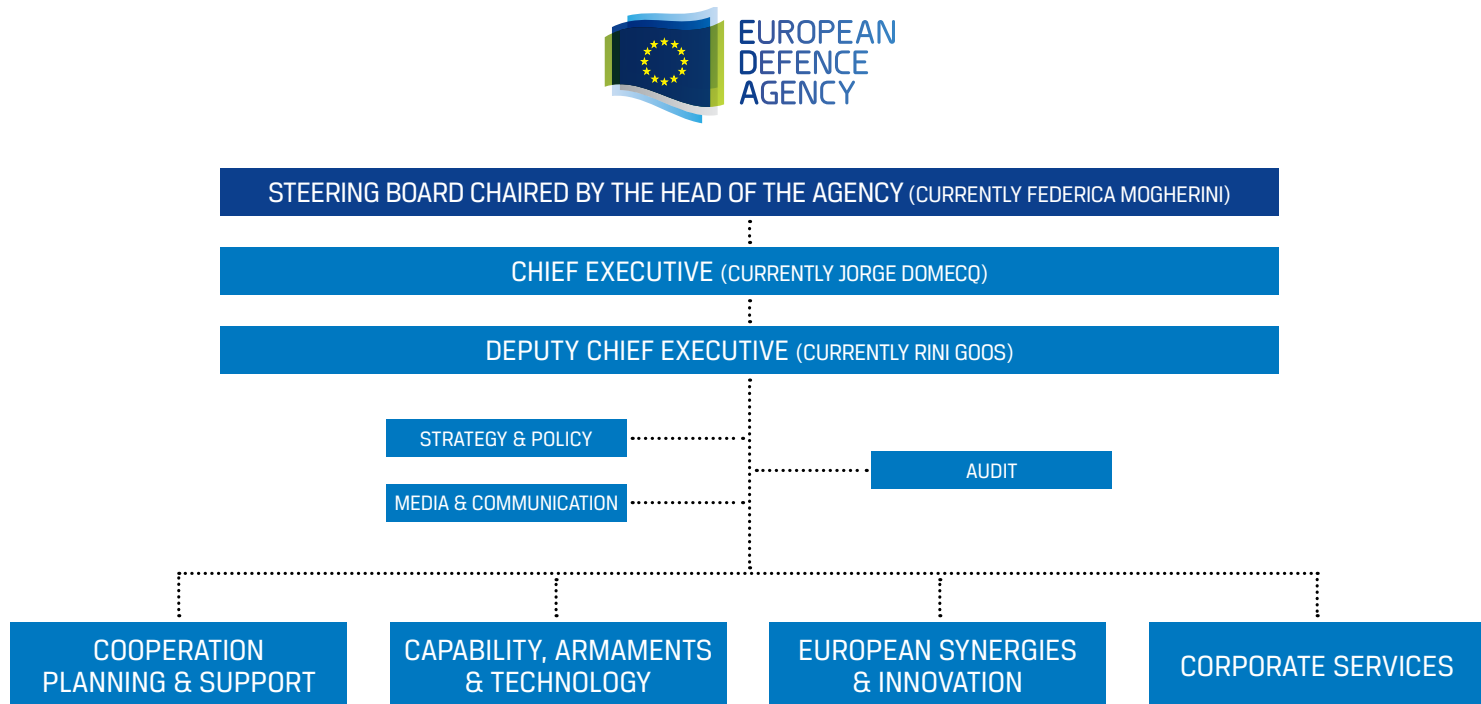 EUROPEAN
DEFENCE
AGENCY
STEERING BOARD CHAIRED BY THE HEAD OF THE AGENCY (CURRENTLY FEDERICA MOGHERINI)
CHIEF EXECUTIVE (CURRENTLY JORGE DOMECQ)
DEPUTY CHIEF EXECUTIVE (CURRENTLY RINI GOOS)
STRATEGY & POLICY
AUDIT
MEDIA & COMMUNICATION
COOPERATION
PLANNING & SUPPORT
CAPABILITY, ARMAMENTS
& TECHNOLOGY
EUROPEAN SYNERGIES
& INNOVATION
CORPORATE SERVICES